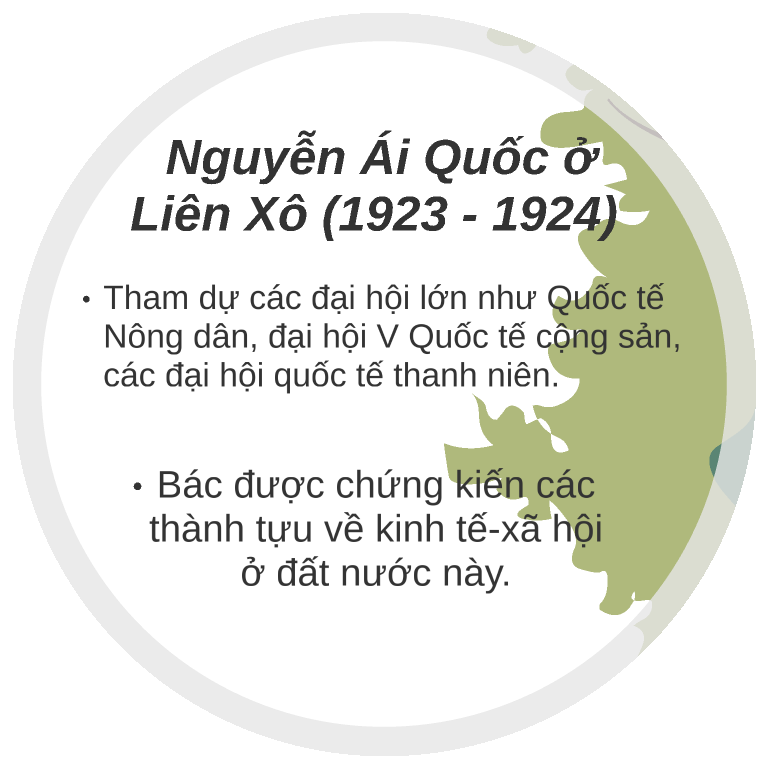 Nguyễn Ái Quốc ở
Liên Xô (1923 - 1924)
• Tham dự các đại hội lớn như Quốc tế
Nông dân, đại hội V Quốc tế cộng sản,
các đại hội quốc tế thanh niên.
• Bác được chứng kiến các
thành tựu về kinh tế-xã hội
ở đất nước này.